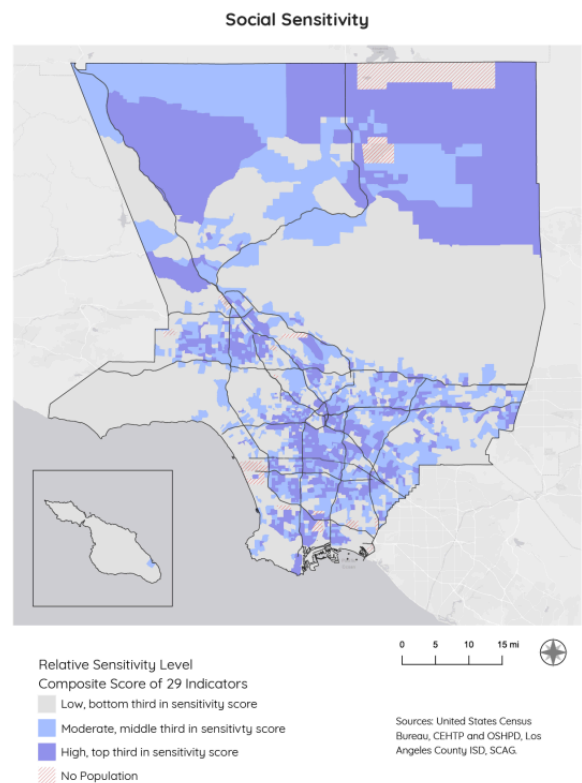 Social Sensitivity
Relative Sensitivity Level
Composite Score of 29 Indicators
Low, bottom third in sensitivity score
Moderate, middle third in sensitivty score
High, top third in sensitivity score
No Population
0 5 10 15 mi
Sources: United States Census
Bureau, CEHTP and OSHPD, Los
Angeles County ISD, SCAG.